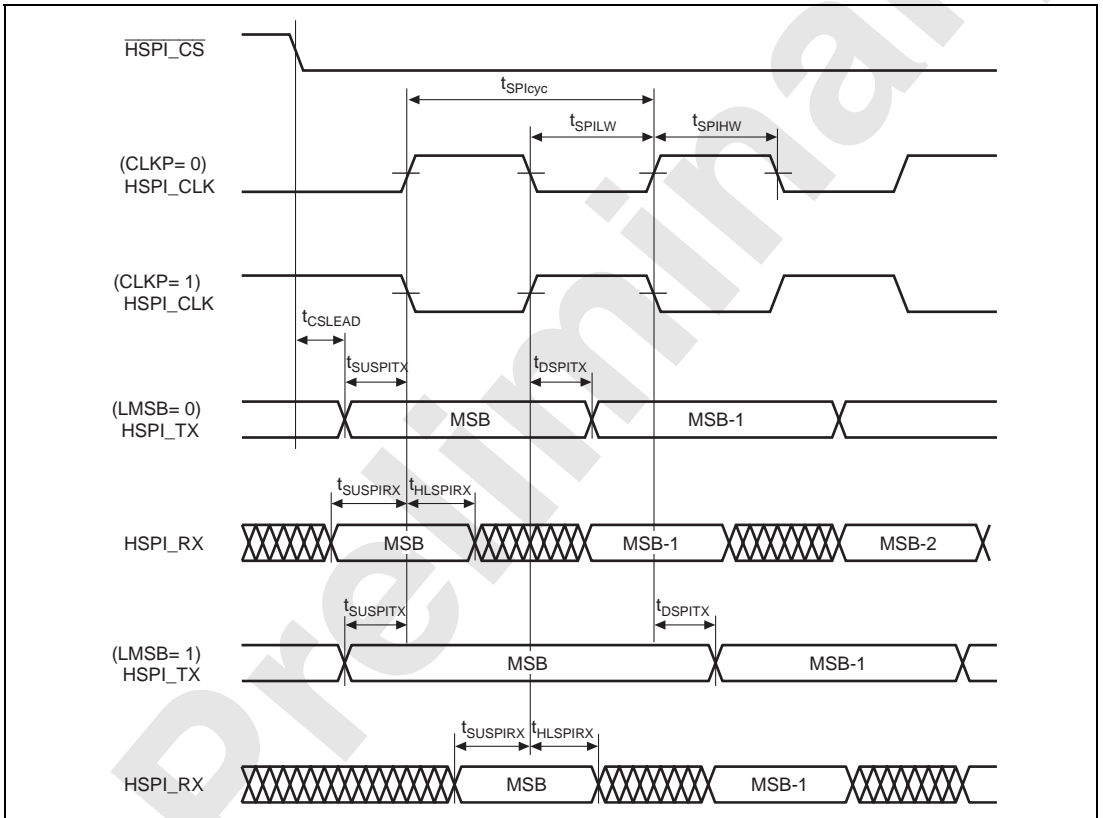 HSPI_CS
tSPIcyc
tSPILW
tSPIHW
(CLKP= 0)
HSPI_CLK
(CLKP= 1)
HSPI_CLK
tCSLEAD
tSUSPITX
tDSPITX
(LMSB= 0)
HSPI_TX
MSB
MSB-1
tSUSPIRX
tHLSPIRX
HSPI_RX
MSB
MSB-1
MSB-2
tSUSPITX
tDSPITX
(LMSB= 1)
HSPI_TX
MSB
MSB-1
tSUSPIRX
tHLSPIRX
HSPI_RX
MSB
MSB-1
Preliminar